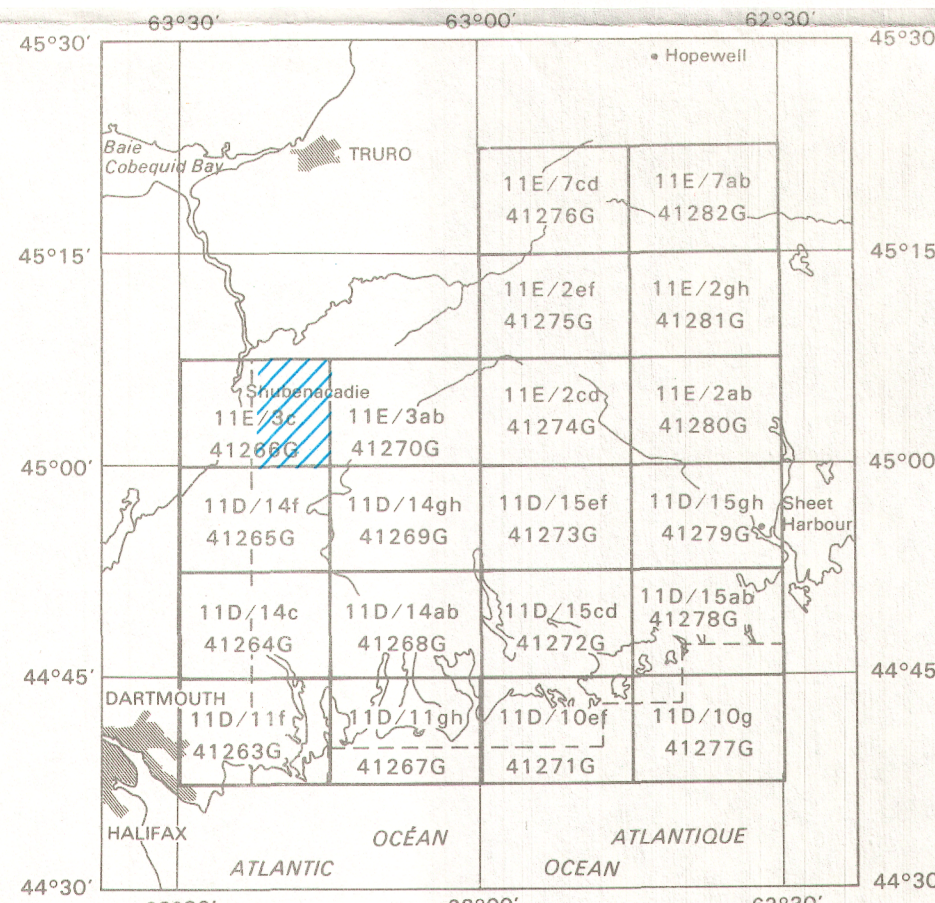 63°30' 63°00' 62°30'
45°30' 45°30
Hopewell
Baie
Cobequid Bay
TRURO
11E/7cd 11E/7ab
41276G 41282G
45°15' 45°15
11E/2ef 11E/2gh
41275G 41281G
Shubenacadie
11E/3c 11E/3ab 11E/2cd 11E/2ab
41266G 41270G 41274G 41280G
45°00' 45°00
11D/14f 11D/14gh 11D/15ef 11D/15gh
41265G 41269G 41273G 41279G
Sheet
Harbour
11D/14c 11D/14ab 11D/15cd 11D/15ab
41264G 41268G 41272G 41278G
44°45' 44°45
DARTMOUTH
11D/11f 11D/11gh 11D/10ef 11D/10g
41263G 41267G 41271G 41277G
HALIFAX
OCÉAN ATLANTIQUE
ATLANTIC OCEAN
44°30' 44°30